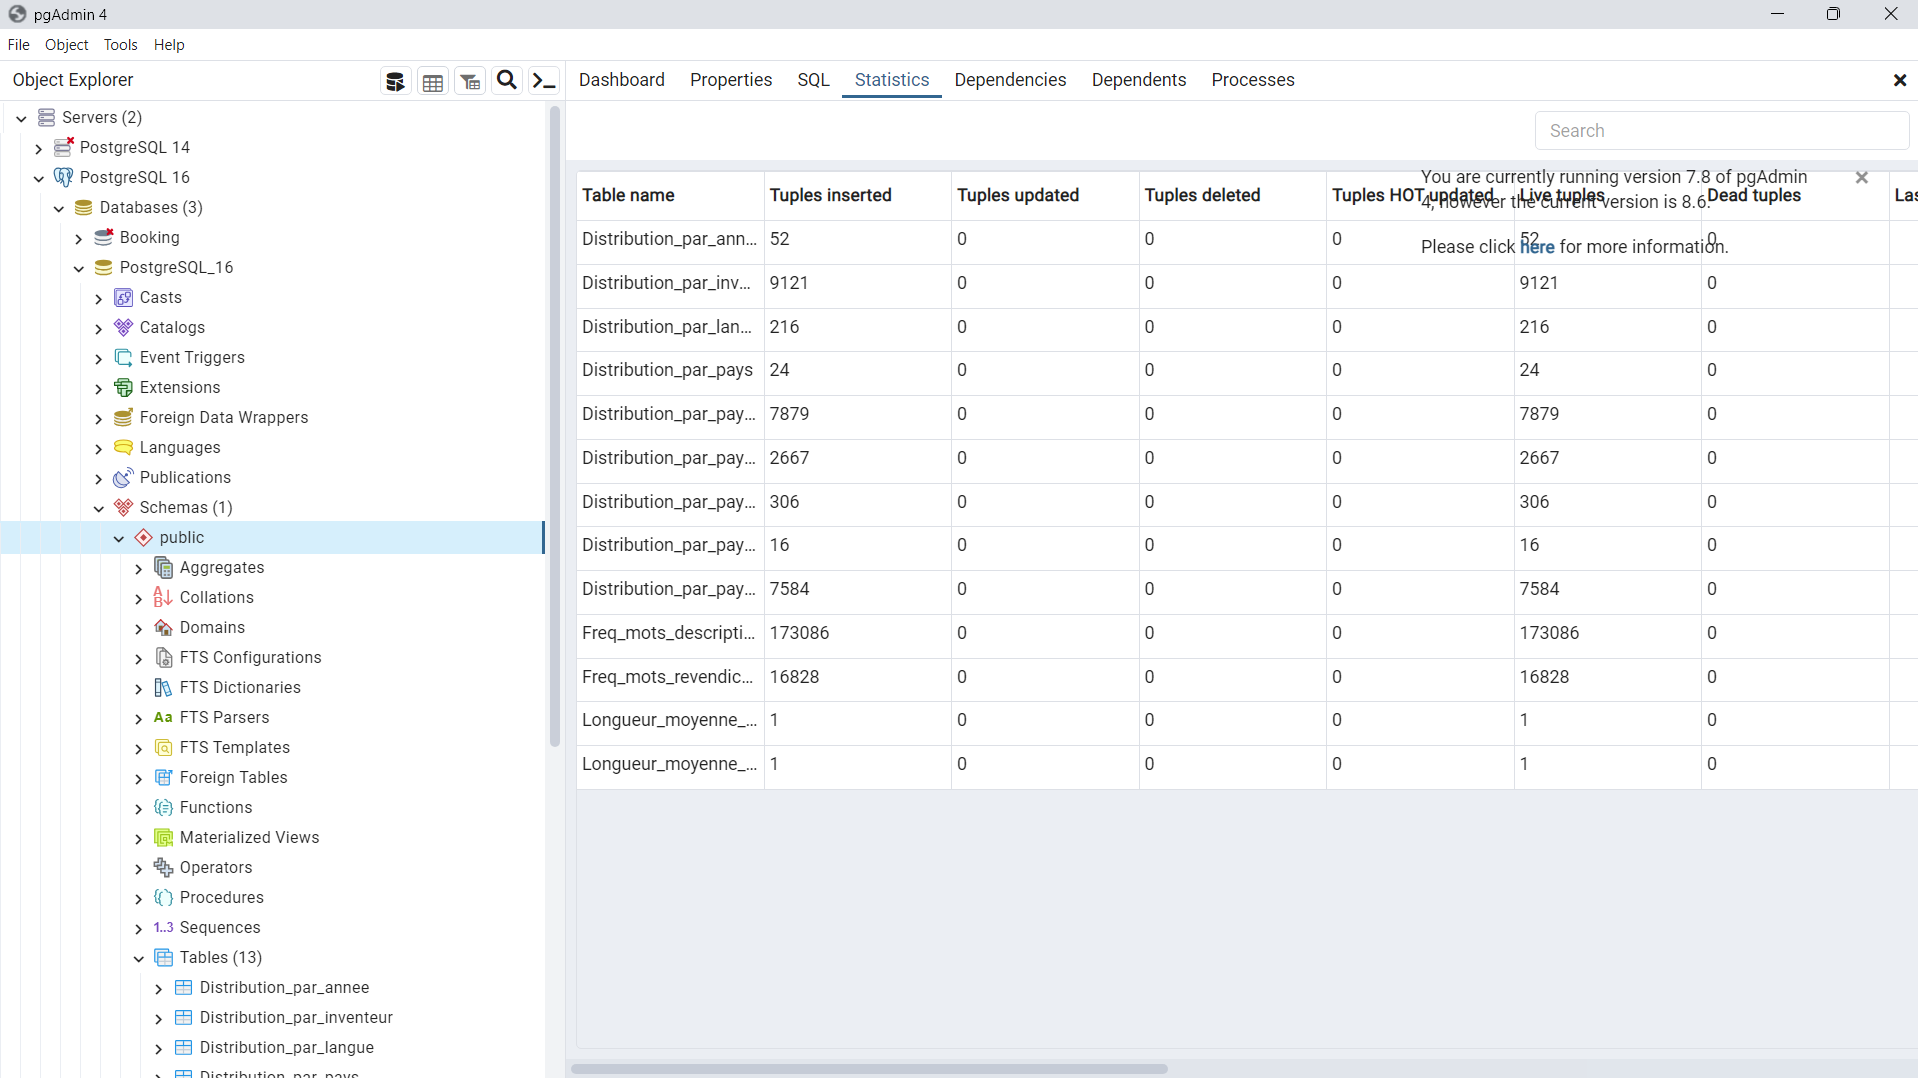 pgAdmin 4
File Object Tools Help
Object Explorer
Dashboard Properties SQL Statistics Dependencies Dependents Processes
Servers (2)
PostgreSQL 14
PostgreSQL 16
Databases (3)
Booking
PostgreSQL_16
Casts
Catalogs
Event Triggers
Extensions
Foreign Data Wrappers
Languages
Publications
Schemas (1)
public
Aggregates
Collations
Domains
FTS Configurations
FTS Dictionaries
Aa FTS Parsers
FTS Templates
Foreign Tables
Functions
Materialized Views
Operators
Procedures
1..3 Sequences
Tables (13)
Distribution_par_annee
Distribution_par_inventeur
Distribution_par_langue
Distribution_par_pays
Search
You are currently running version 7.8 of pgAdmin
4, however the current version is 8.6.
Please click here for more information.
Table name Tuples inserted Tuples updated Tuples deleted Tuples HOT updated Live tuples Dead tuples Las
Distribution_par_ann... 52 0 0 0 52 0
Distribution_par_inv... 9121 0 0 0 9121 0
Distribution_par_lan... 216 0 0 0 216 0
Distribution_par_pays 24 0 0 0 24 0
Distribution_par_pay... 7879 0 0 0 7879 0
Distribution_par_pay... 2667 0 0 0 2667 0
Distribution_par_pay... 306 0 0 0 306 0
Distribution_par_pay... 16 0 0 0 16 0
Distribution_par_pay... 7584 0 0 0 7584 0
Freq_mots_descripti... 173086 0 0 0 173086 0
Freq_mots_revendic... 16828 0 0 0 16828 0
Longueur_moyenne_... 1 0 0 0 1 0
Longueur_moyenne_... 1 0 0 0 1 0